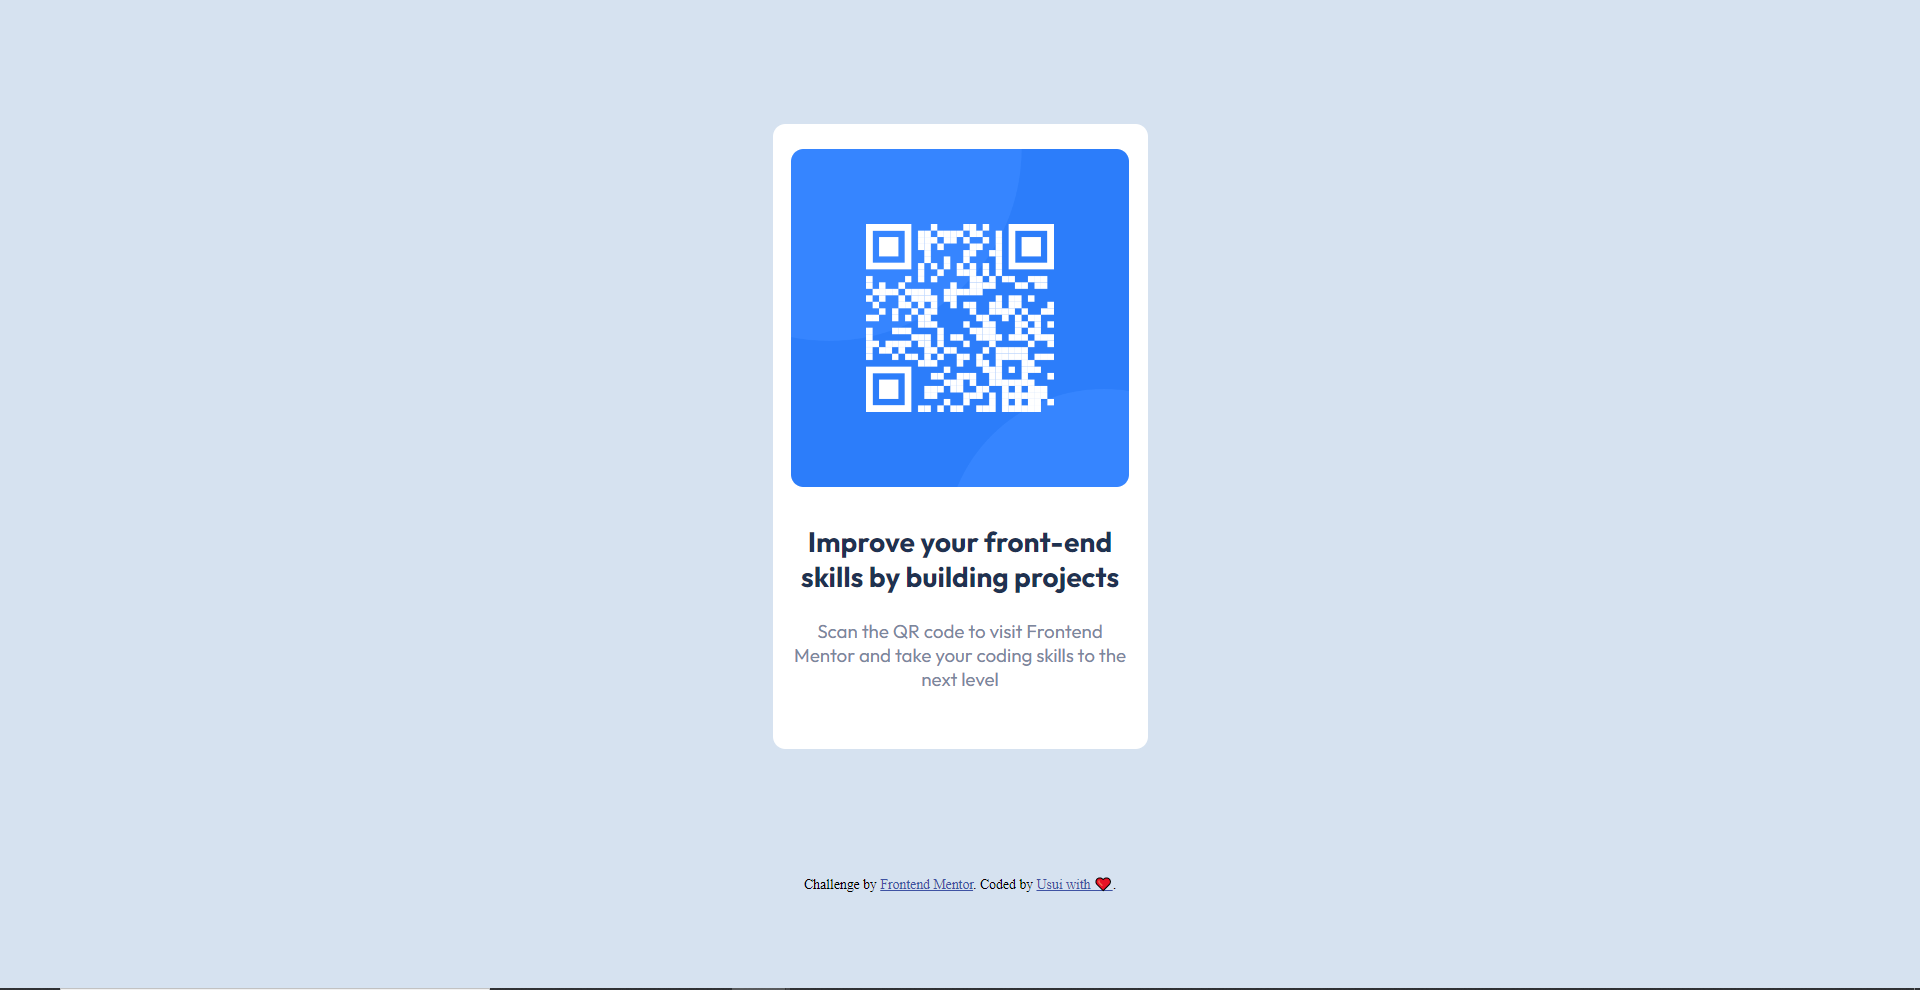 Improve your front-end
skills by building projects
Scan the QR code to visit Frontend
Mentor and take your coding skills to the
next level
Challenge by Frontend Mentor. Coded by Usui with ❤️.